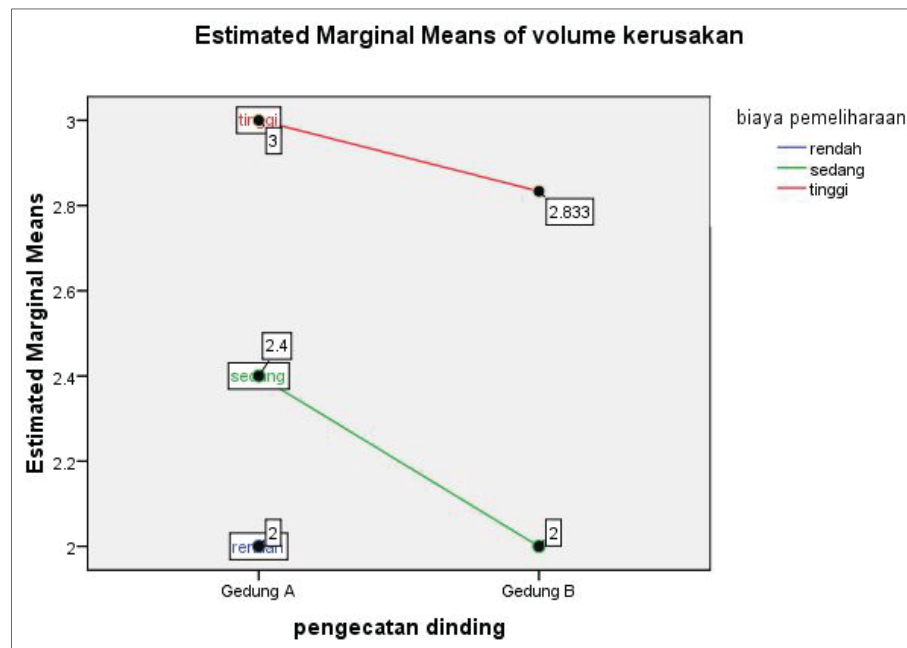 Estimated Marginal Means of volume kerusakan
biaya pemeliharaan
rendah
sedang
tinggi
Estimated Marginal Means
3
2.8
2.6
2.4
2.2
2
tinggi
3
2.833
2.4
sedang
2
rendah
2
Gedung A
Gedung B
pengecatan dinding